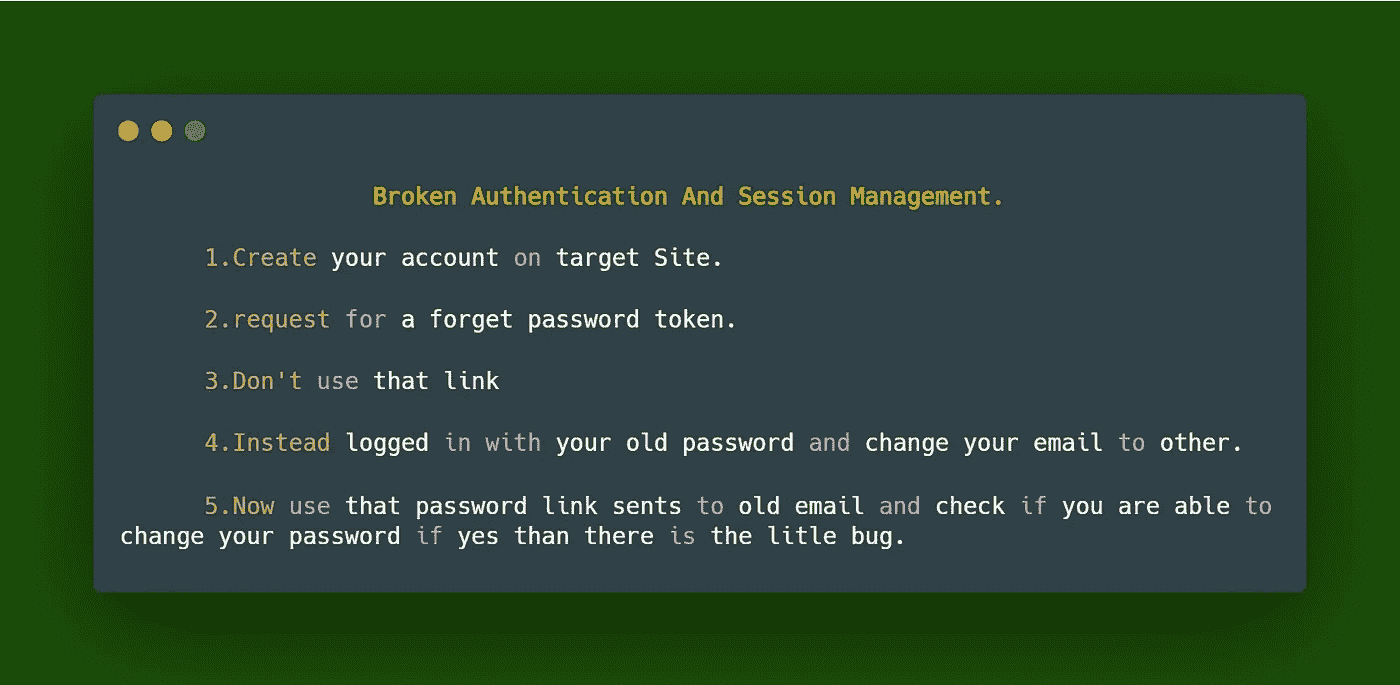 Broken Authentication And Session Management.
1.Create your account on target Site.
2.request for a forget password token.
3.Don't use that link
4.Instead logged in with your old password and change your email to other.
5.Now use that password link sents to old email and check if you are able to
change your password if yes than there is the litle bug.